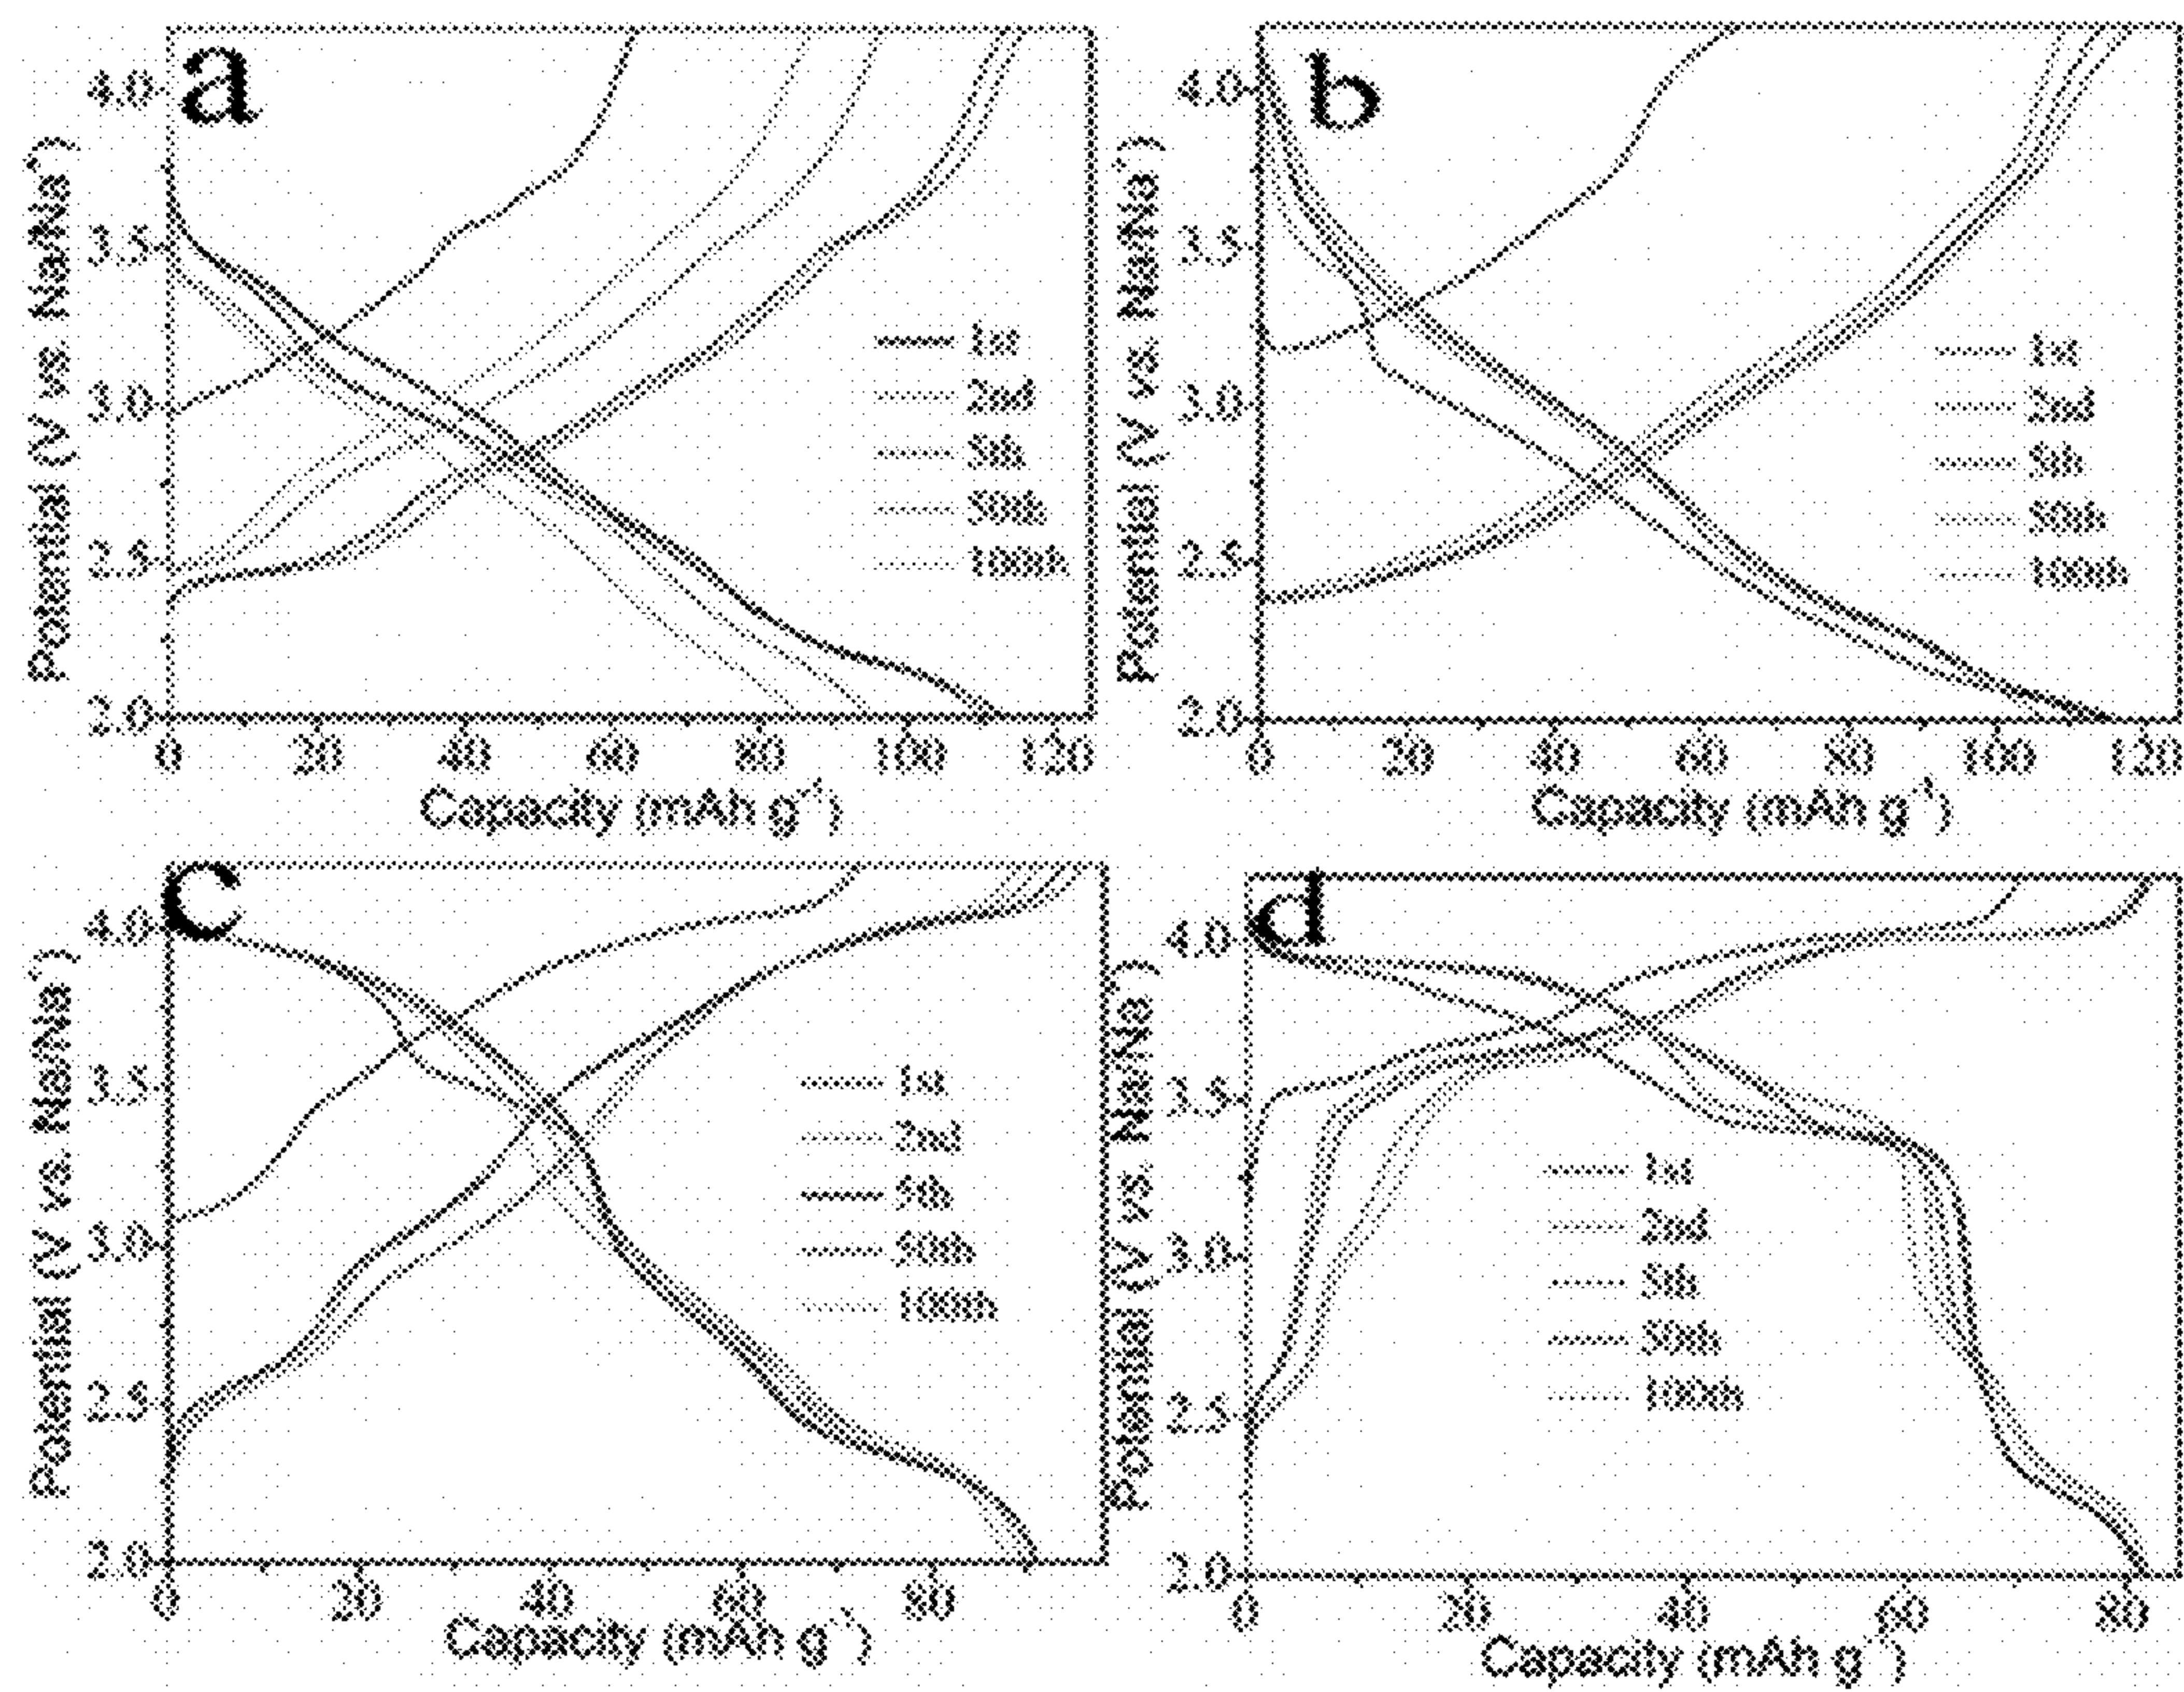 a
Potential (V vs. Na/Na⁺)
4.0
3.5
3.0
2.5
2.0
1st
2nd
5th
50th
100th
0 20 40 60 80 100 120
Capacity (mAh g⁻¹)
b
Potential (V vs. Na/Na⁺)
4.0
3.5
3.0
2.5
2.0
1st
2nd
5th
50th
100th
0 20 40 60 80 100 120
Capacity (mAh g⁻¹)
c
Potential (V vs. Na/Na⁺)
4.0
3.5
3.0
2.5
2.0
1st
2nd
5th
50th
100th
0 20 40 60 80
Capacity (mAh g⁻¹)
d
Potential (V vs. Na/Na⁺)
4.0
3.5
3.0
2.5
2.0
1st
2nd
5th
50th
100th
0 20 40 60 80
Capacity (mAh g⁻¹)